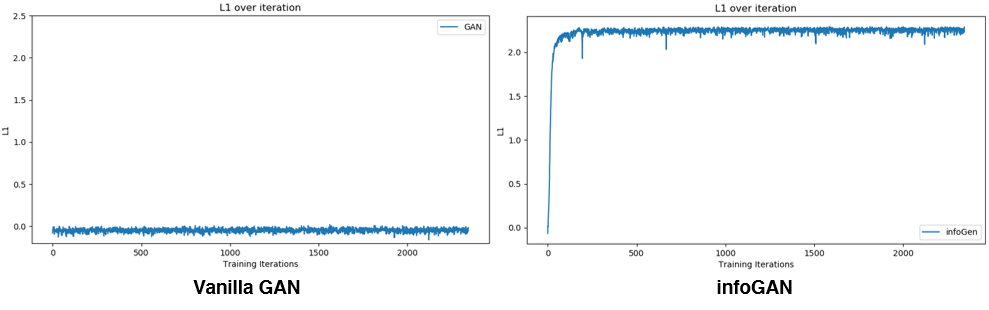 L1 over iteration
GAN
2.5
2.0
1.5
1.0
0.5
0.0
L1
0
500
1000
1500
2000
Training Iterations
Vanilla GAN
L1 over iteration
2.0
1.5
1.0
0.5
0.0
L1
infoGen
0
500
1000
1500
2000
Training Iterations
infoGAN